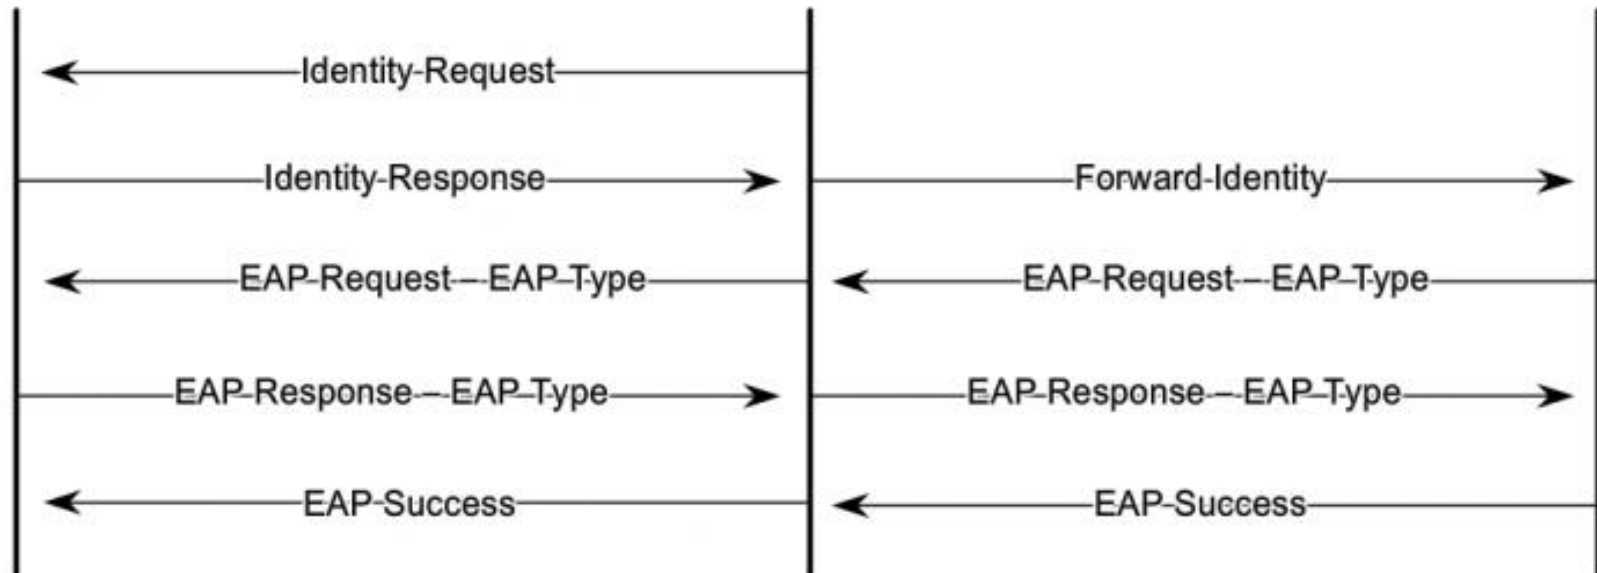 Identity Request
Identity Response
Forward Identity
EAP Request – EAP Type
EAP Request – EAP Type
EAP Response – EAP Type
EAP Response – EAP Type
EAP Success
EAP Success